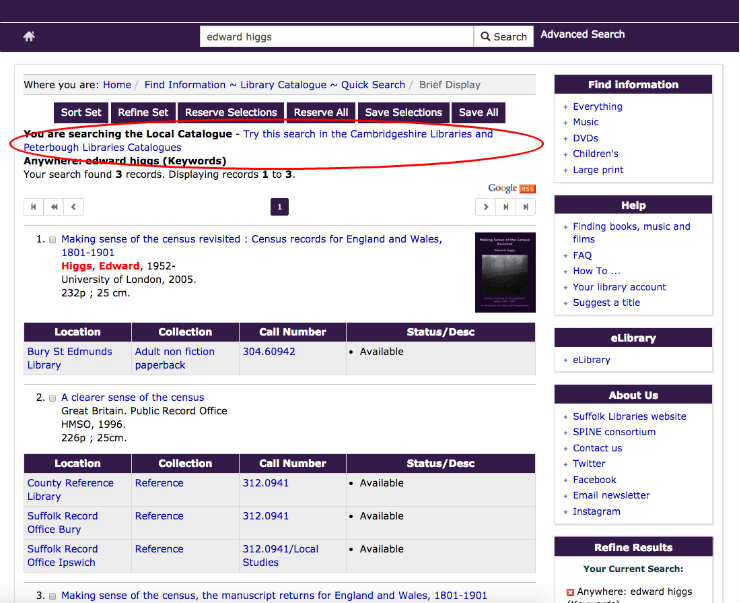 edward higgs
Search
Advanced Search
Where you are: Home / Find Information ~ Library Catalogue ~ Quick Search / Brief Display
Sort Set Refine Set Reserve Selections Reserve All Save Selections Save All
You are searching the Local Catalogue - Try this search in the Cambridgeshire Libraries and
Peterbough Libraries Catalogues
Anywhere: edward higgs (Keywords)
Your search found 3 records. Displaying records 1 to 3.
Google RSS
1
1. Making sense of the census revisited : Census records for England and Wales,
1801-1901
Higgs, Edward, 1952-
University of London, 2005.
232p ; 25 cm.
Making Sense of the Census
Revisited
Edward Higgs
Location Collection Call Number Status/Desc
Bury St Edmunds Adult non fiction 304.60942 • Available
Library paperback
2. A clearer sense of the census
Great Britain. Public Record Office
HMSO, 1996.
226p ; 25cm.
Location Collection Call Number Status/Desc
County Reference Reference 312.0941 • Available
Library
Suffolk Record Reference 312.0941 • Available
Office Bury
Suffolk Record Reference 312.0941/Local • Available
Office Ipswich Studies
3. Making sense of the census, the manuscript returns for England and Wales, 1801-1901
Find information
Everything
Music
DVDs
Children's
Large print
Help
Finding books, music and
films
FAQ
How To ...
Your library account
Suggest a title
eLibrary
eLibrary
About Us
Suffolk Libraries website
SPINE consortium
Contact us
Twitter
Facebook
Email newsletter
Instagram
Refine Results
Your Current Search:
Anywhere: edward higgs
(Keywords)